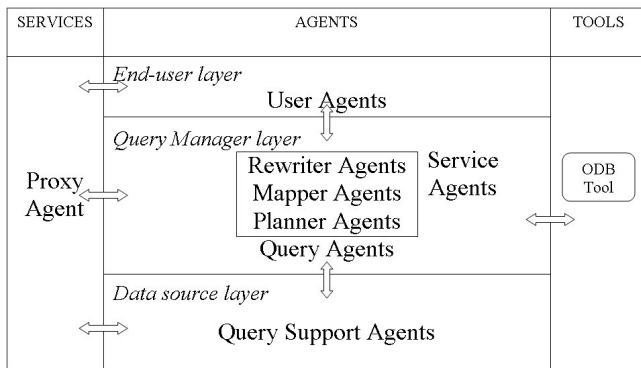 SERVICES
AGENTS
TOOLS
End-user layer
User Agents
Query Manager layer
Rewriter Agents
Mapper Agents
Planner Agents
Query Agents
Service
Agents
Proxy
Agent
ODB
Tool
Data source layer
Query Support Agents